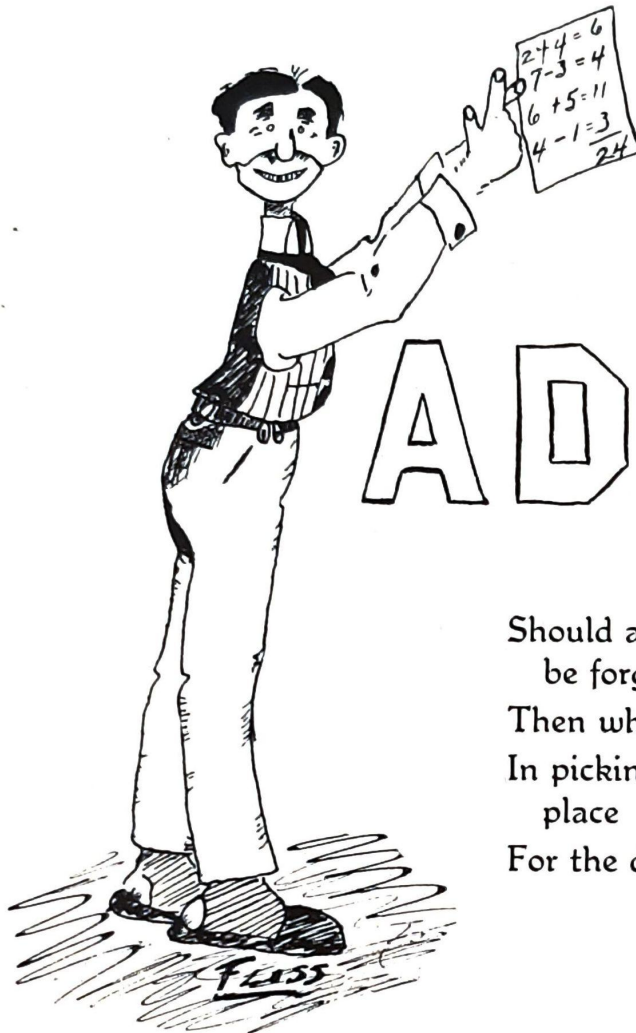 2+4=6
7-3=4
6+5=11
4-1=3
24
AD
Should a
be forg
Then wh
In pickin
place
For the c